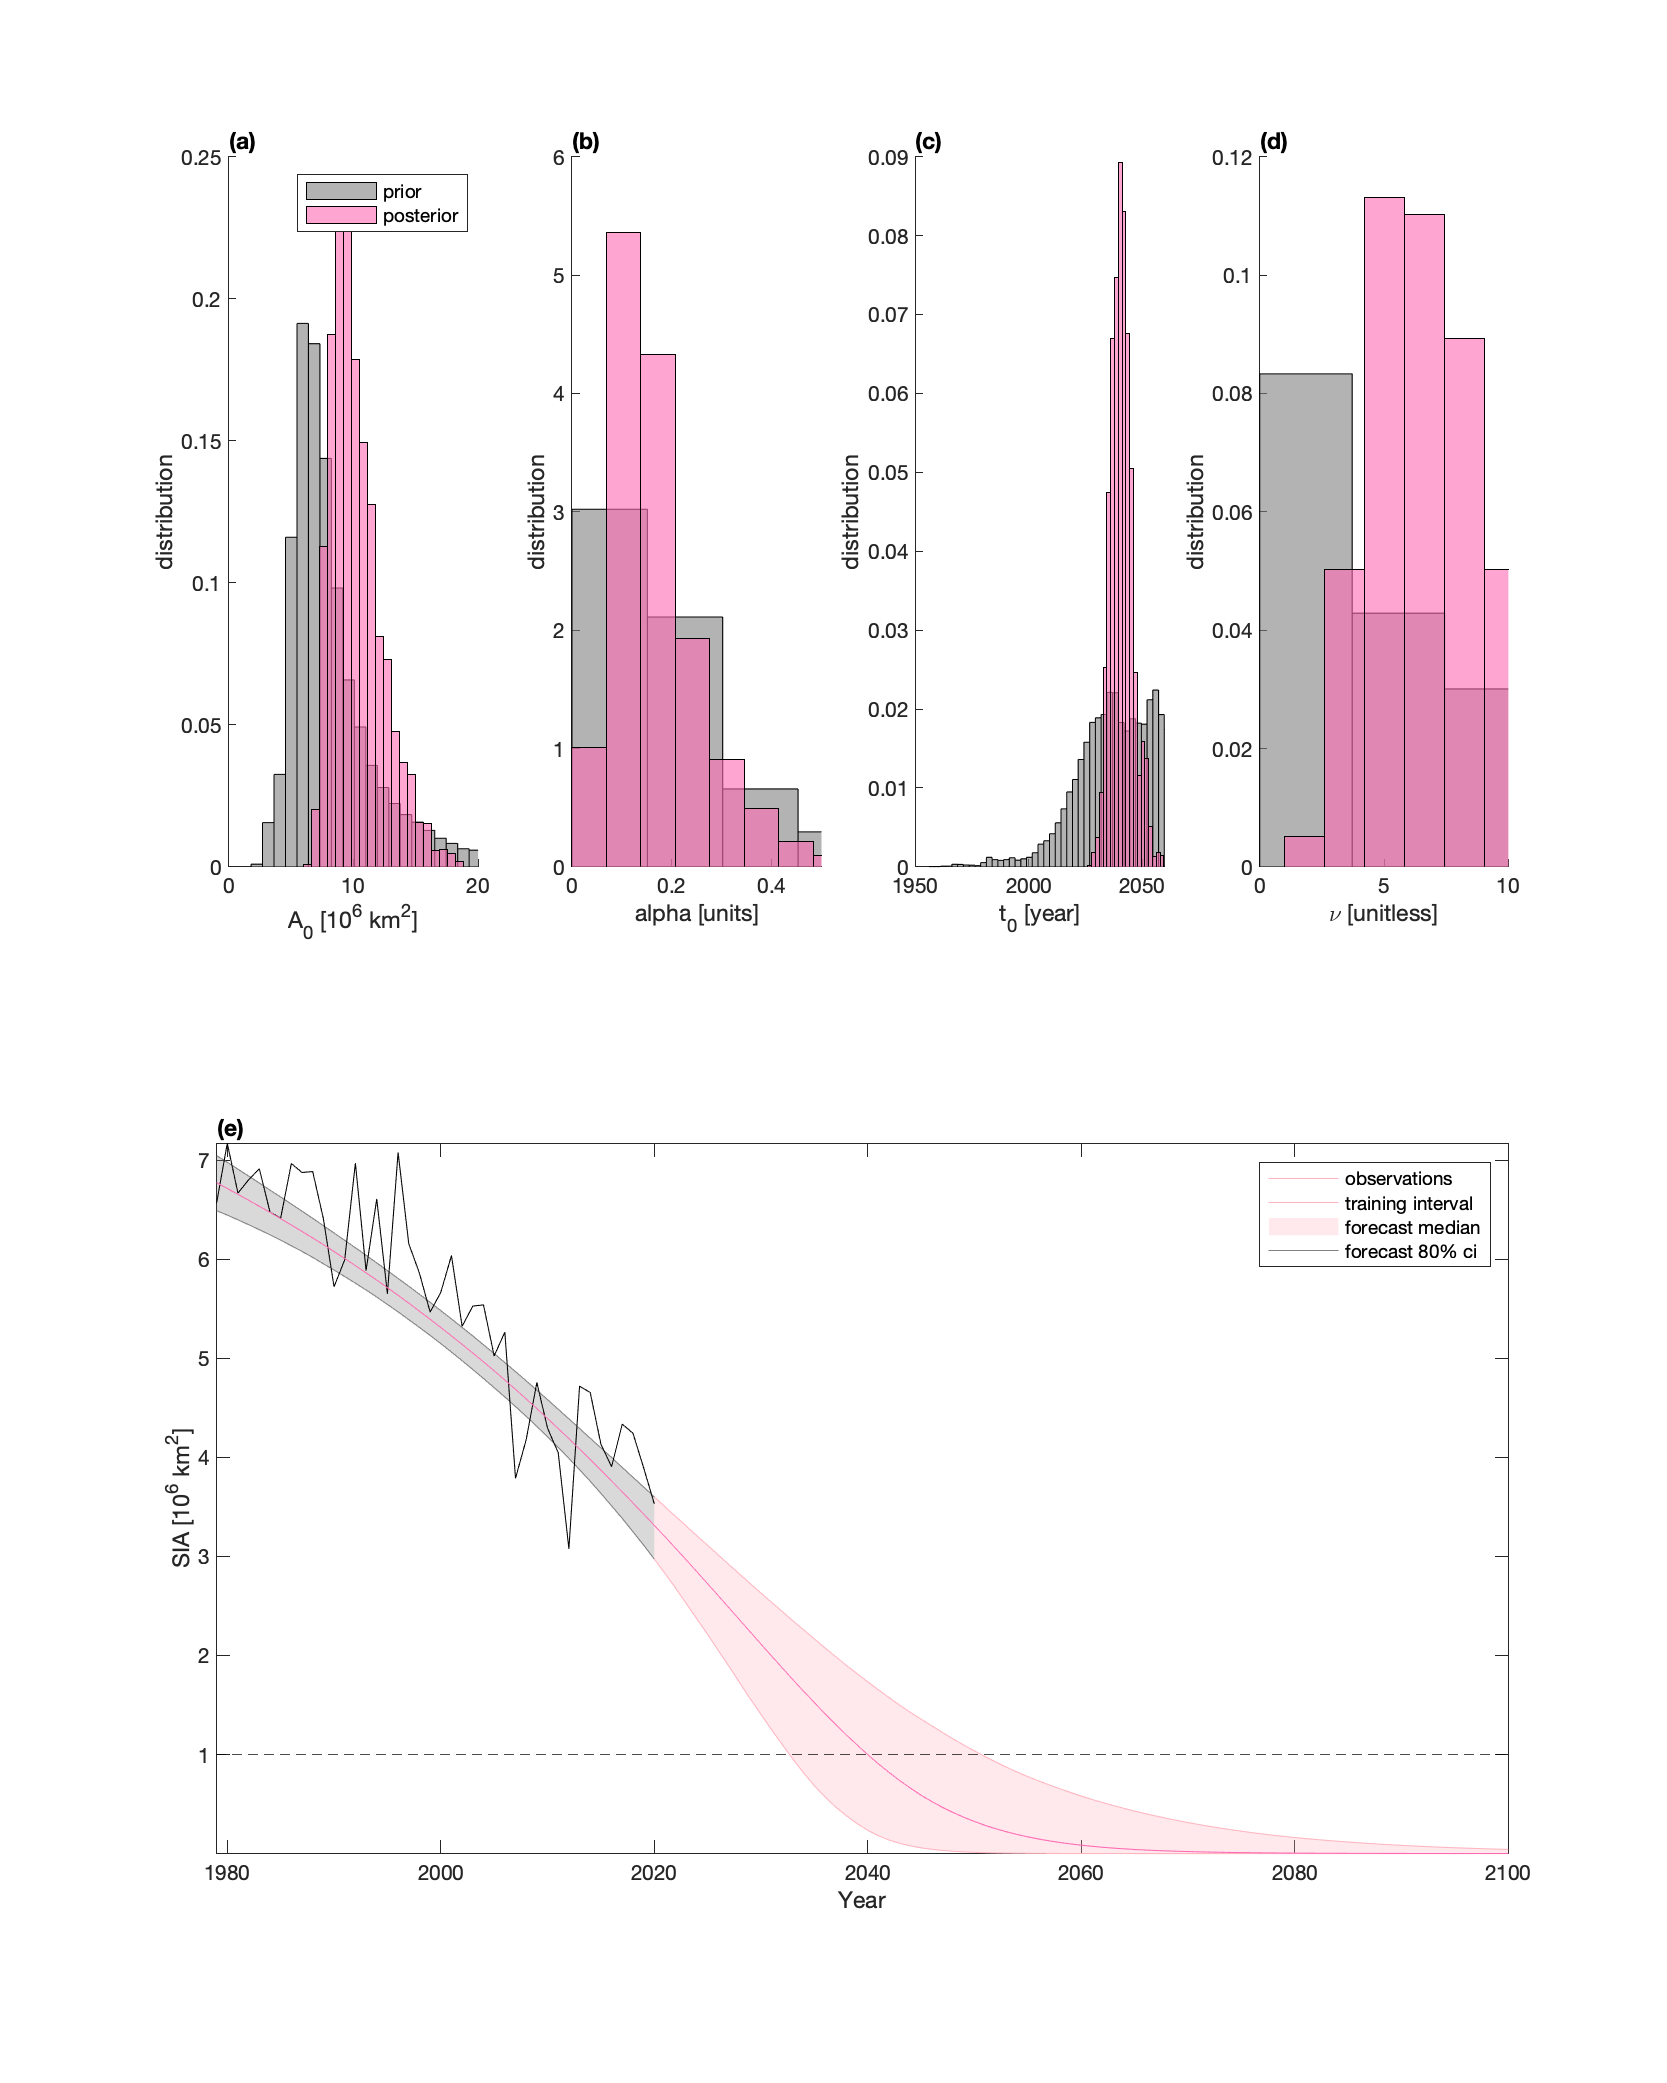 (a)
0.25
0.2
0.15
0.1
0.05
0
0 10 20
distribution
A0 [10^6 km^2]
prior
posterior
(b)
6
5
4
3
2
1
0
0 0.2 0.4
distribution
alpha [units]
(c)
0.09
0.08
0.07
0.06
0.05
0.04
0.03
0.02
0.01
0
1950 2000 2050
distribution
t0 [year]
(d)
0.12
0.1
0.08
0.06
0.04
0.02
0
0 5 10
distribution
ν [unitless]
(e)
7
6
5
4
3
2
1
SIA [10^6 km^2]
observations
training interval
forecast median
forecast 80% ci
1980 2000 2020 2040 2060 2080 2100
Year